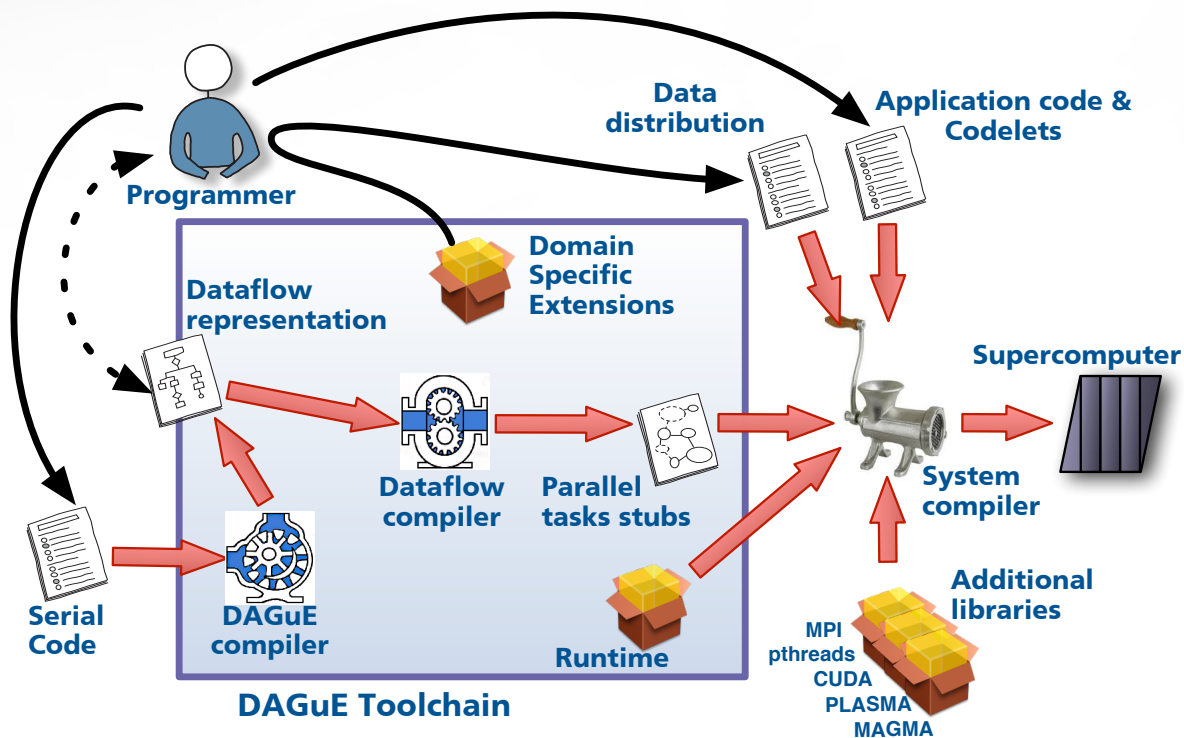 Programmer
Data
distribution
Application code &
Codelets
Domain
Specific
Extensions
Dataflow
representation
Supercomputer
Dataflow
compiler
Parallel
tasks stubs
System
compiler
Serial
Code
DAGuE
compiler
Runtime
Additional
libraries
MPI
pthreads
CUDA
PLASMA
MAGMA
DAGuE Toolchain